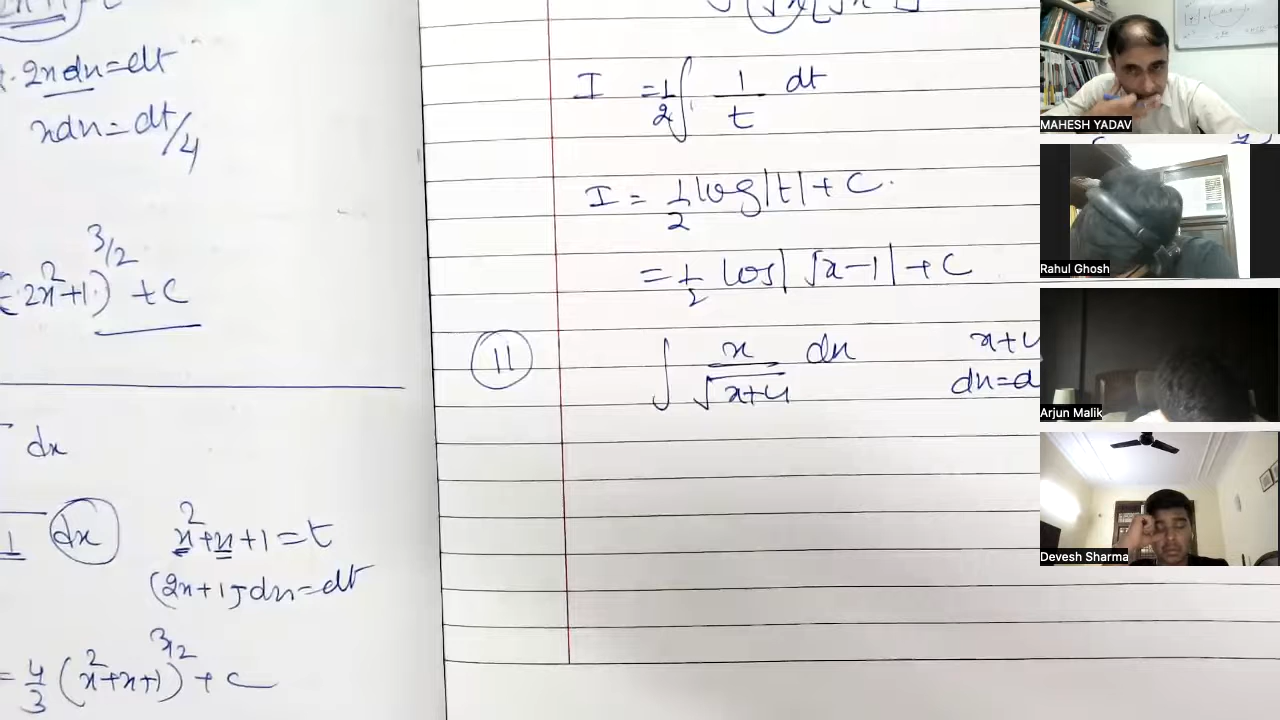 2x dx = dt
x dx = dt/4
2x²+1)^3/2 + C
dx
dx
x²+x+1 = t
(2x+1) dx = dt
= 4/3 (x²+x+1)^3/2 + C
I = 1/2 ∫ 1/t dt
I = 1/2 log|t| + C.
= 1/2 log| √x-1 | + C
(11) ∫ x/√x+4 dx
x+4
dx = d
MAHESH YADAV
Rahul Ghosh
Arjun Malik
Devesh Sharma